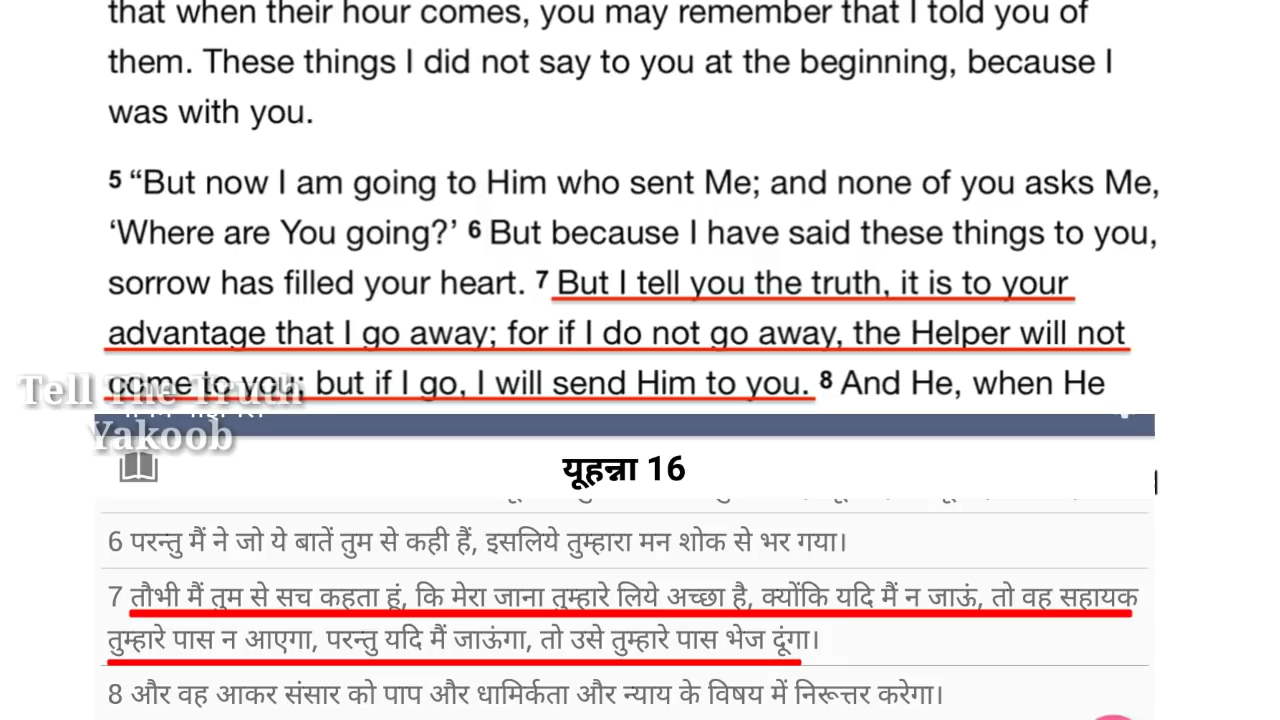 that when their hour comes, you may remember that I told you of
them. These things I did not say to you at the beginning, because I
was with you.
5 “But now I am going to Him who sent Me; and none of you asks Me,
‘Where are You going?’ 6 But because I have said these things to you,
sorrow has filled your heart. 7 But I tell you the truth, it is to your
advantage that I go away; for if I do not go away, the Helper will not
come to you; but if I go, I will send Him to you. 8 And He, when He
Tell The Truth
Yakoob
यूहन्ना 16
6 परन्तु मैं ने जो ये बातें तुम से कही हैं, इसलिये तुम्हारा मन शोक से भर गया।
7 तौभी मैं तुम से सच कहता हूं, कि मेरा जाना तुम्हारे लिये अच्छा है, क्योंकि यदि मैं न जाऊं, तो वह सहायक
तुम्हारे पास न आएगा, परन्तु यदि मैं जाऊंगा, तो उसे तुम्हारे पास भेज दूंगा।
8 और वह आकर संसार को पाप और धामिर्कता और न्याय के विषय में निरूत्तर करेगा।